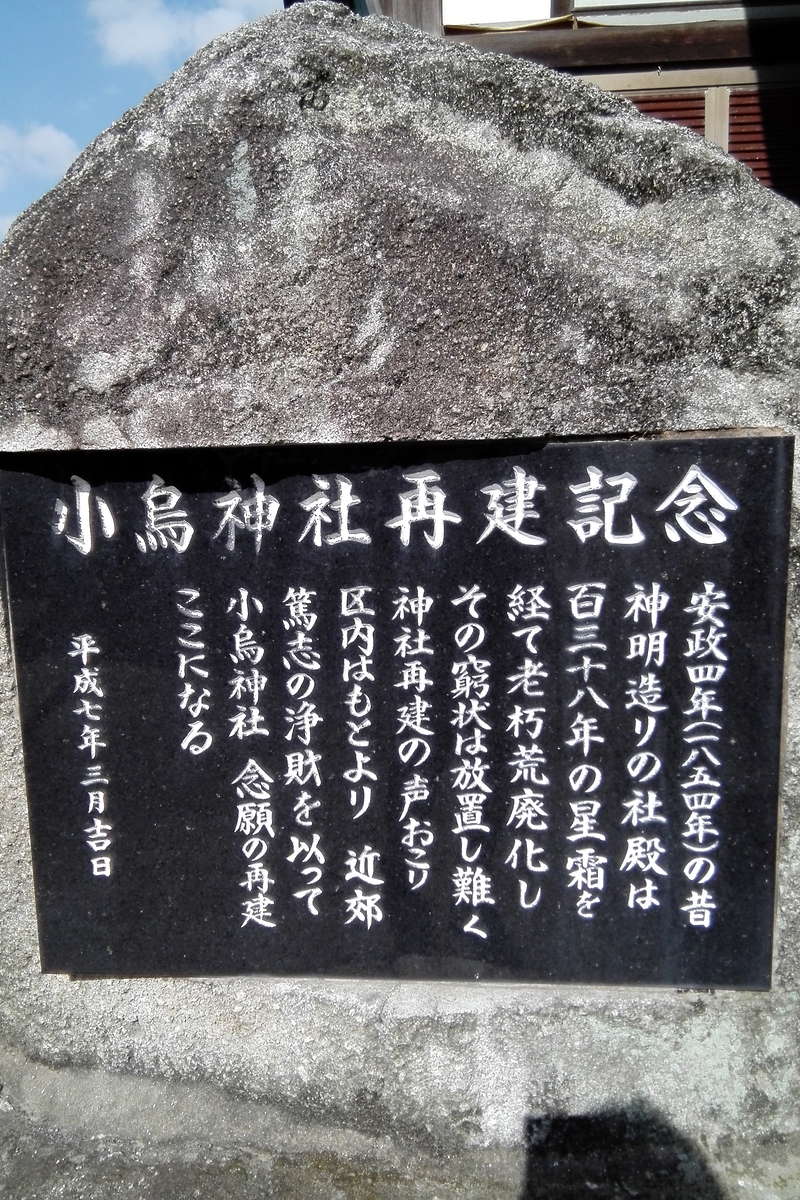 小烏神社再建記念
安政四年(一八五四年)の昔
神明造りの社殿は
百三十八年の星霜を
経て老朽荒廃化し
その窮状は放置し難く
神社再建の声おこり
区内はもとより 近郊
篤志の浄財を以って
小烏神社 念願の再建
ここになる
平成七年三月吉日